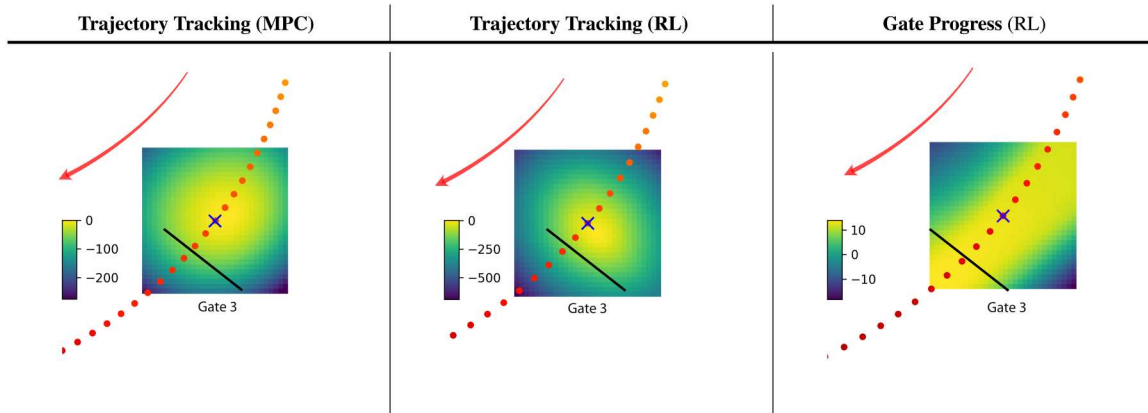 Trajectory Tracking (MPC)
Trajectory Tracking (RL)
Gate Progress (RL)
0
−100
−200
Gate 3
0
−250
−500
Gate 3
10
0
−10
Gate 3